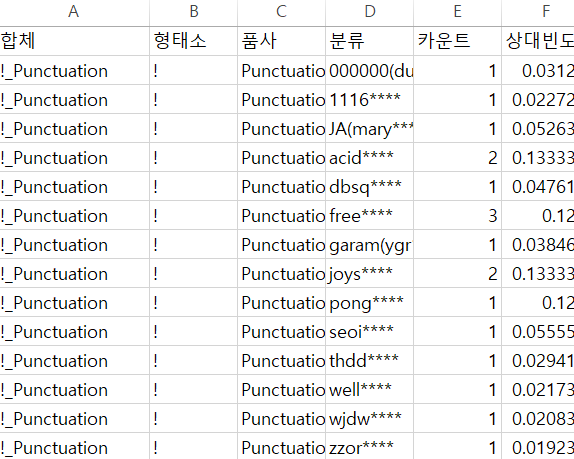 A B C D E F
합체 형태소 품사 분류 카운트 상대빈도
!_Punctuation ! Punctuatio 000000(du 1 0.0312
!_Punctuation ! Punctuatio 1116**** 1 0.02272
!_Punctuation ! Punctuatio JA(mary*** 1 0.05263
!_Punctuation ! Punctuatio acid**** 2 0.13333
!_Punctuation ! Punctuatio dbsq**** 1 0.04761
!_Punctuation ! Punctuatio free**** 3 0.12
!_Punctuation ! Punctuatio garam(ygr 1 0.03846
!_Punctuation ! Punctuatio joys**** 2 0.13333
!_Punctuation ! Punctuatio pong**** 1 0.12
!_Punctuation ! Punctuatio seoi**** 1 0.05555
!_Punctuation ! Punctuatio thdd**** 1 0.02941
!_Punctuation ! Punctuatio well**** 1 0.02173
!_Punctuation ! Punctuatio wjdw**** 1 0.02083
!_Punctuation ! Punctuatio zzor**** 1 0.01923